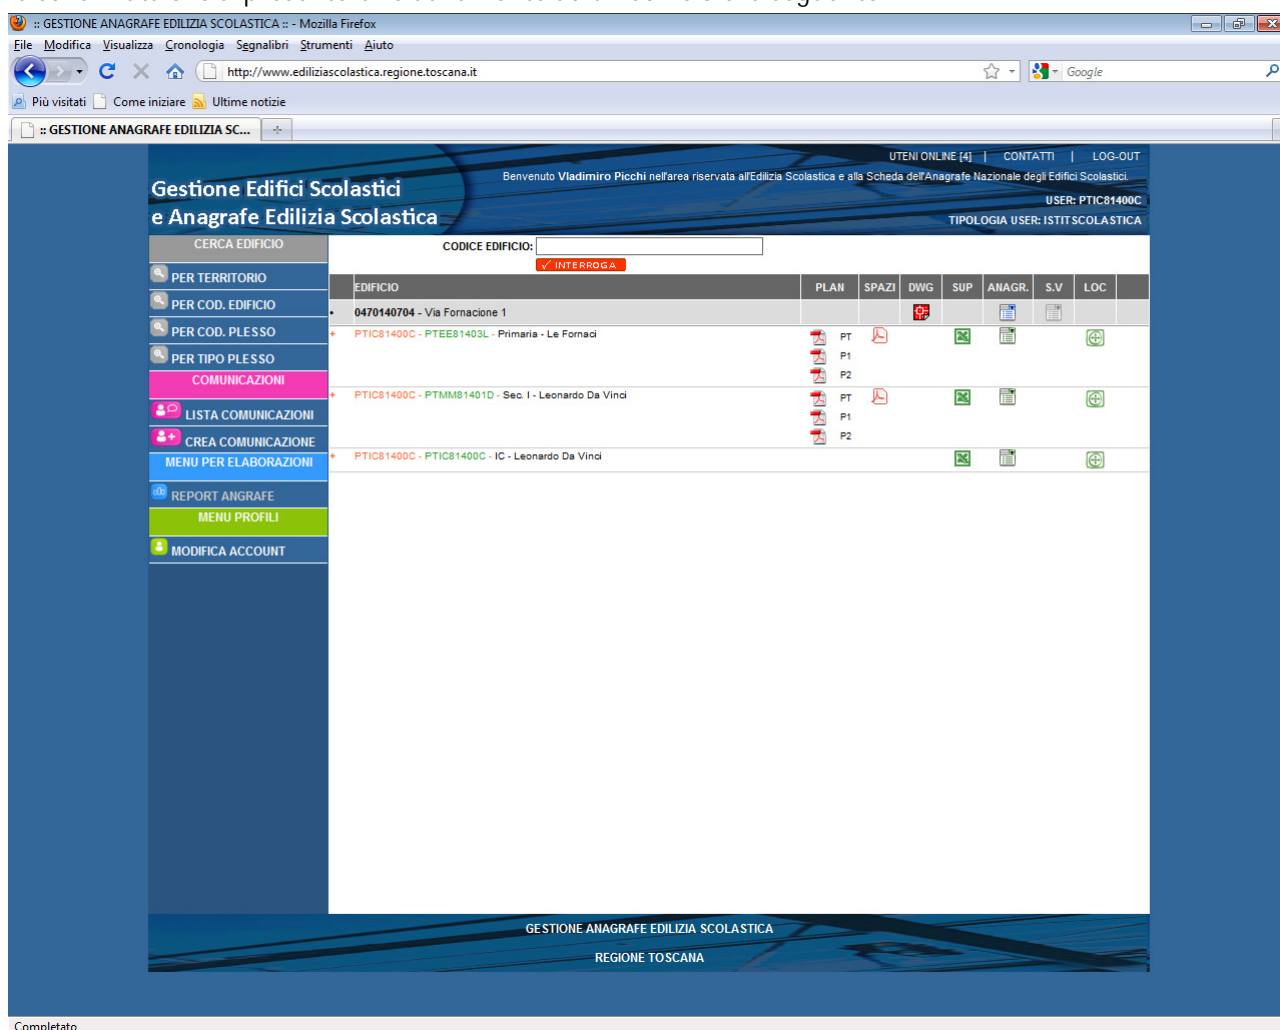 :: GESTIONE ANAGRAFE EDILIZIA SCOLASTICA :: - Mozilla Firefox
File Modifica Visualizza Cronologia Segnalibri Strumenti Aiuto
http://www.ediliziascolastica.regione.toscana.it
Google
Più visitati Come iniziare Ultime notizie
:: GESTIONE ANAGRAFE EDILIZIA SC...
UTENI ONLINE [4] | CONTATTI | LOG-OUT
Benvenuto Vladimiro Picchi nell'area riservata all'Edilizia Scolastica e alla Scheda dell'Anagrafe Nazionale degli Edifici Scolastici.
Gestione Edifici Scolastici
e Anagrafe Edilizia Scolastica
USER: PTIC81400C
TIPOLOGIA USER: ISTIT SCOLASTICA
CERCA EDIFICIO
PER TERRITORIO
PER COD. EDIFICIO
PER COD. PLESSO
PER TIPO PLESSO
COMUNICAZIONI
LISTA COMUNICAZIONI
CREA COMUNICAZIONE
MENU PER ELABORAZIONI
REPORT ANGRAFE
MENU PROFILI
MODIFICA ACCOUNT
CODICE EDIFICIO:
INTERROGA
EDIFICIO PLAN SPAZI DWG SUP ANAGR. S.V LOC
0470140704 - Via Fornacione 1
PTIC81400C - PTEE81403L - Primaria - Le Fornaci PT
P1
P2
PTIC81400C - PTMM81401D - Sec. I - Leonardo Da Vinci PT
P1
P2
PTIC81400C - PTIC81400C - IC - Leonardo Da Vinci
GESTIONE ANAGRAFE EDILIZIA SCOLASTICA
REGIONE TOSCANA
Completato